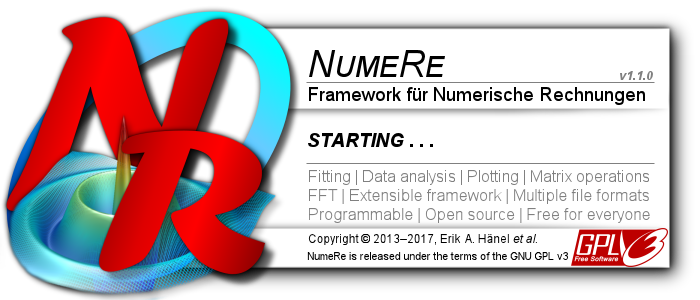 NR
NUMERE
v1.1.0
Framework für Numerische Rechnungen
STARTING . . .
Fitting | Data analysis | Plotting | Matrix operations
FFT | Extensible framework | Multiple file formats
Programmable | Open source | Free for everyone
Copyright © 2013–2017, Erik A. Hänel et al.
NumeRe is released under the terms of the GNU GPL v3
GPLv3
Free Software